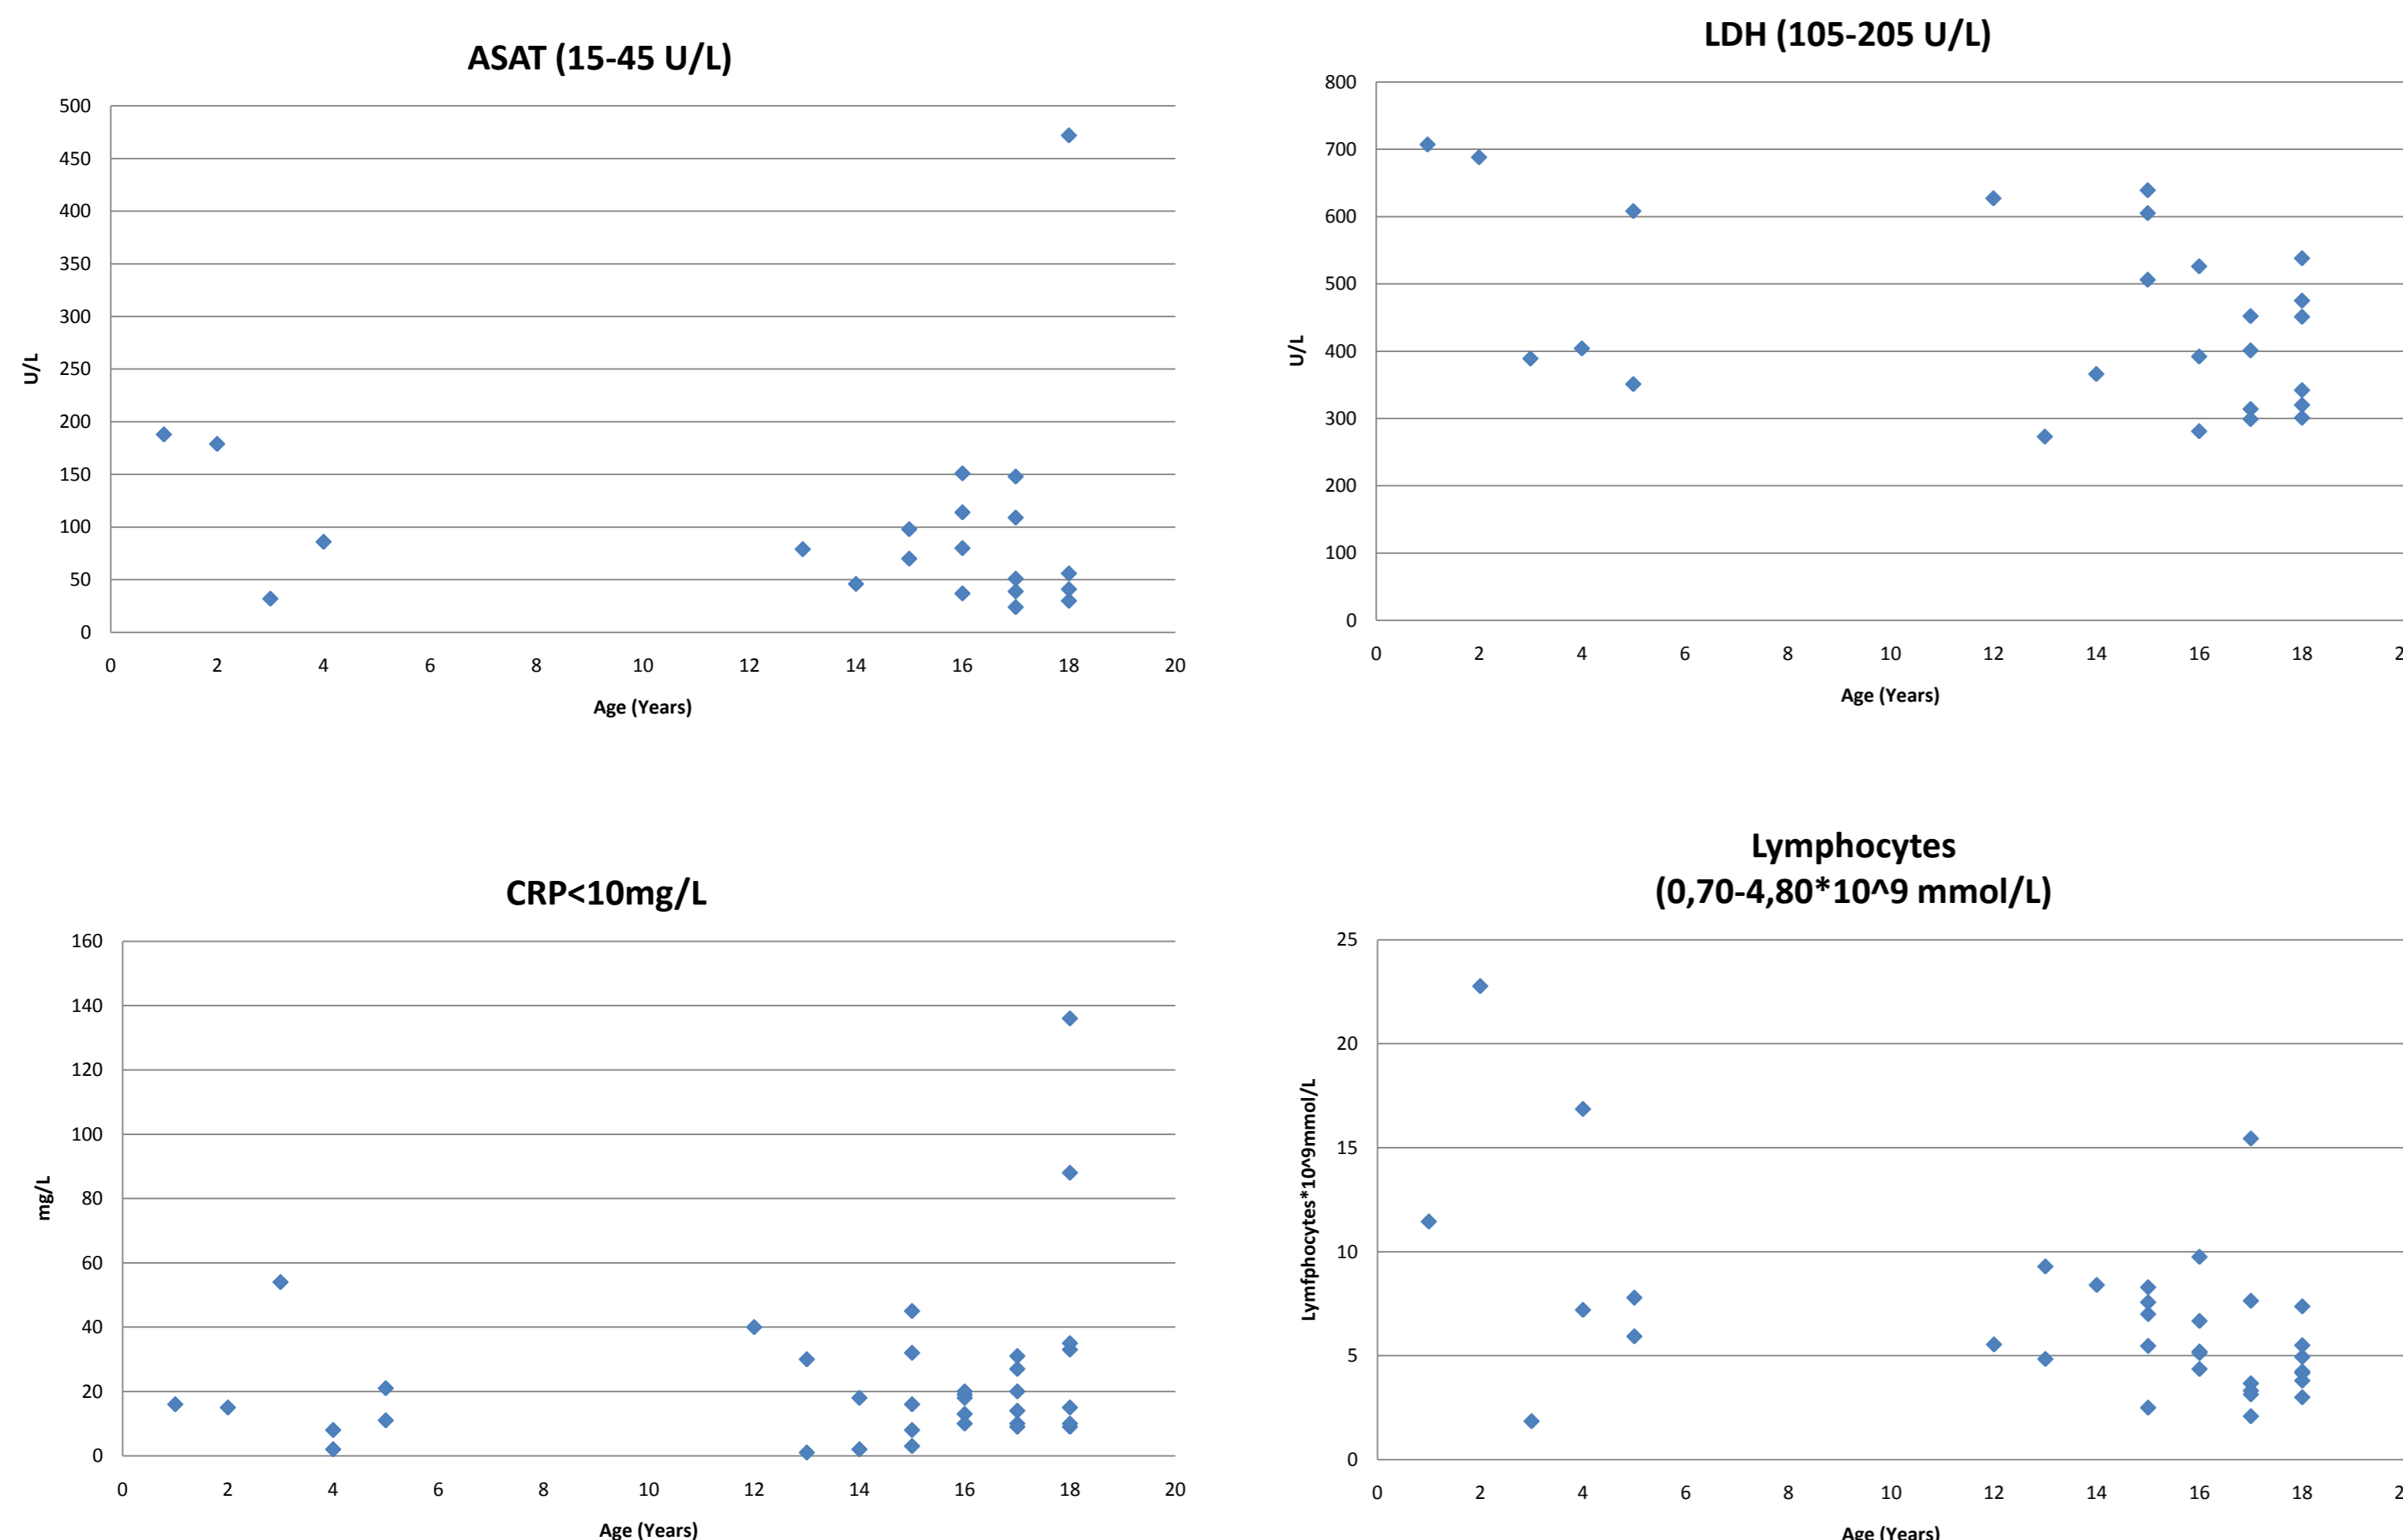 ASAT (15-45 U/L)
500
450
400
350
300
250
200
150
100
50
0
U/L
0 2 4 6 8 10 12 14 16 18 20
Age (Years)
LDH (105-205 U/L)
800
700
600
500
400
300
200
100
0
U/L
0 2 4 6 8 10 12 14 16 18 2
Age (Years)
CRP<10mg/L
160
140
120
100
80
60
40
20
0
mg/L
0 2 4 6 8 10 12 14 16 18 20
Age (Years)
Lymphocytes
(0,70-4,80*10^9 mmol/L)
25
20
15
10
5
0
Lymfphocytes*10^9mmol/L
0 2 4 6 8 10 12 14 16 18 2
Age (Years)